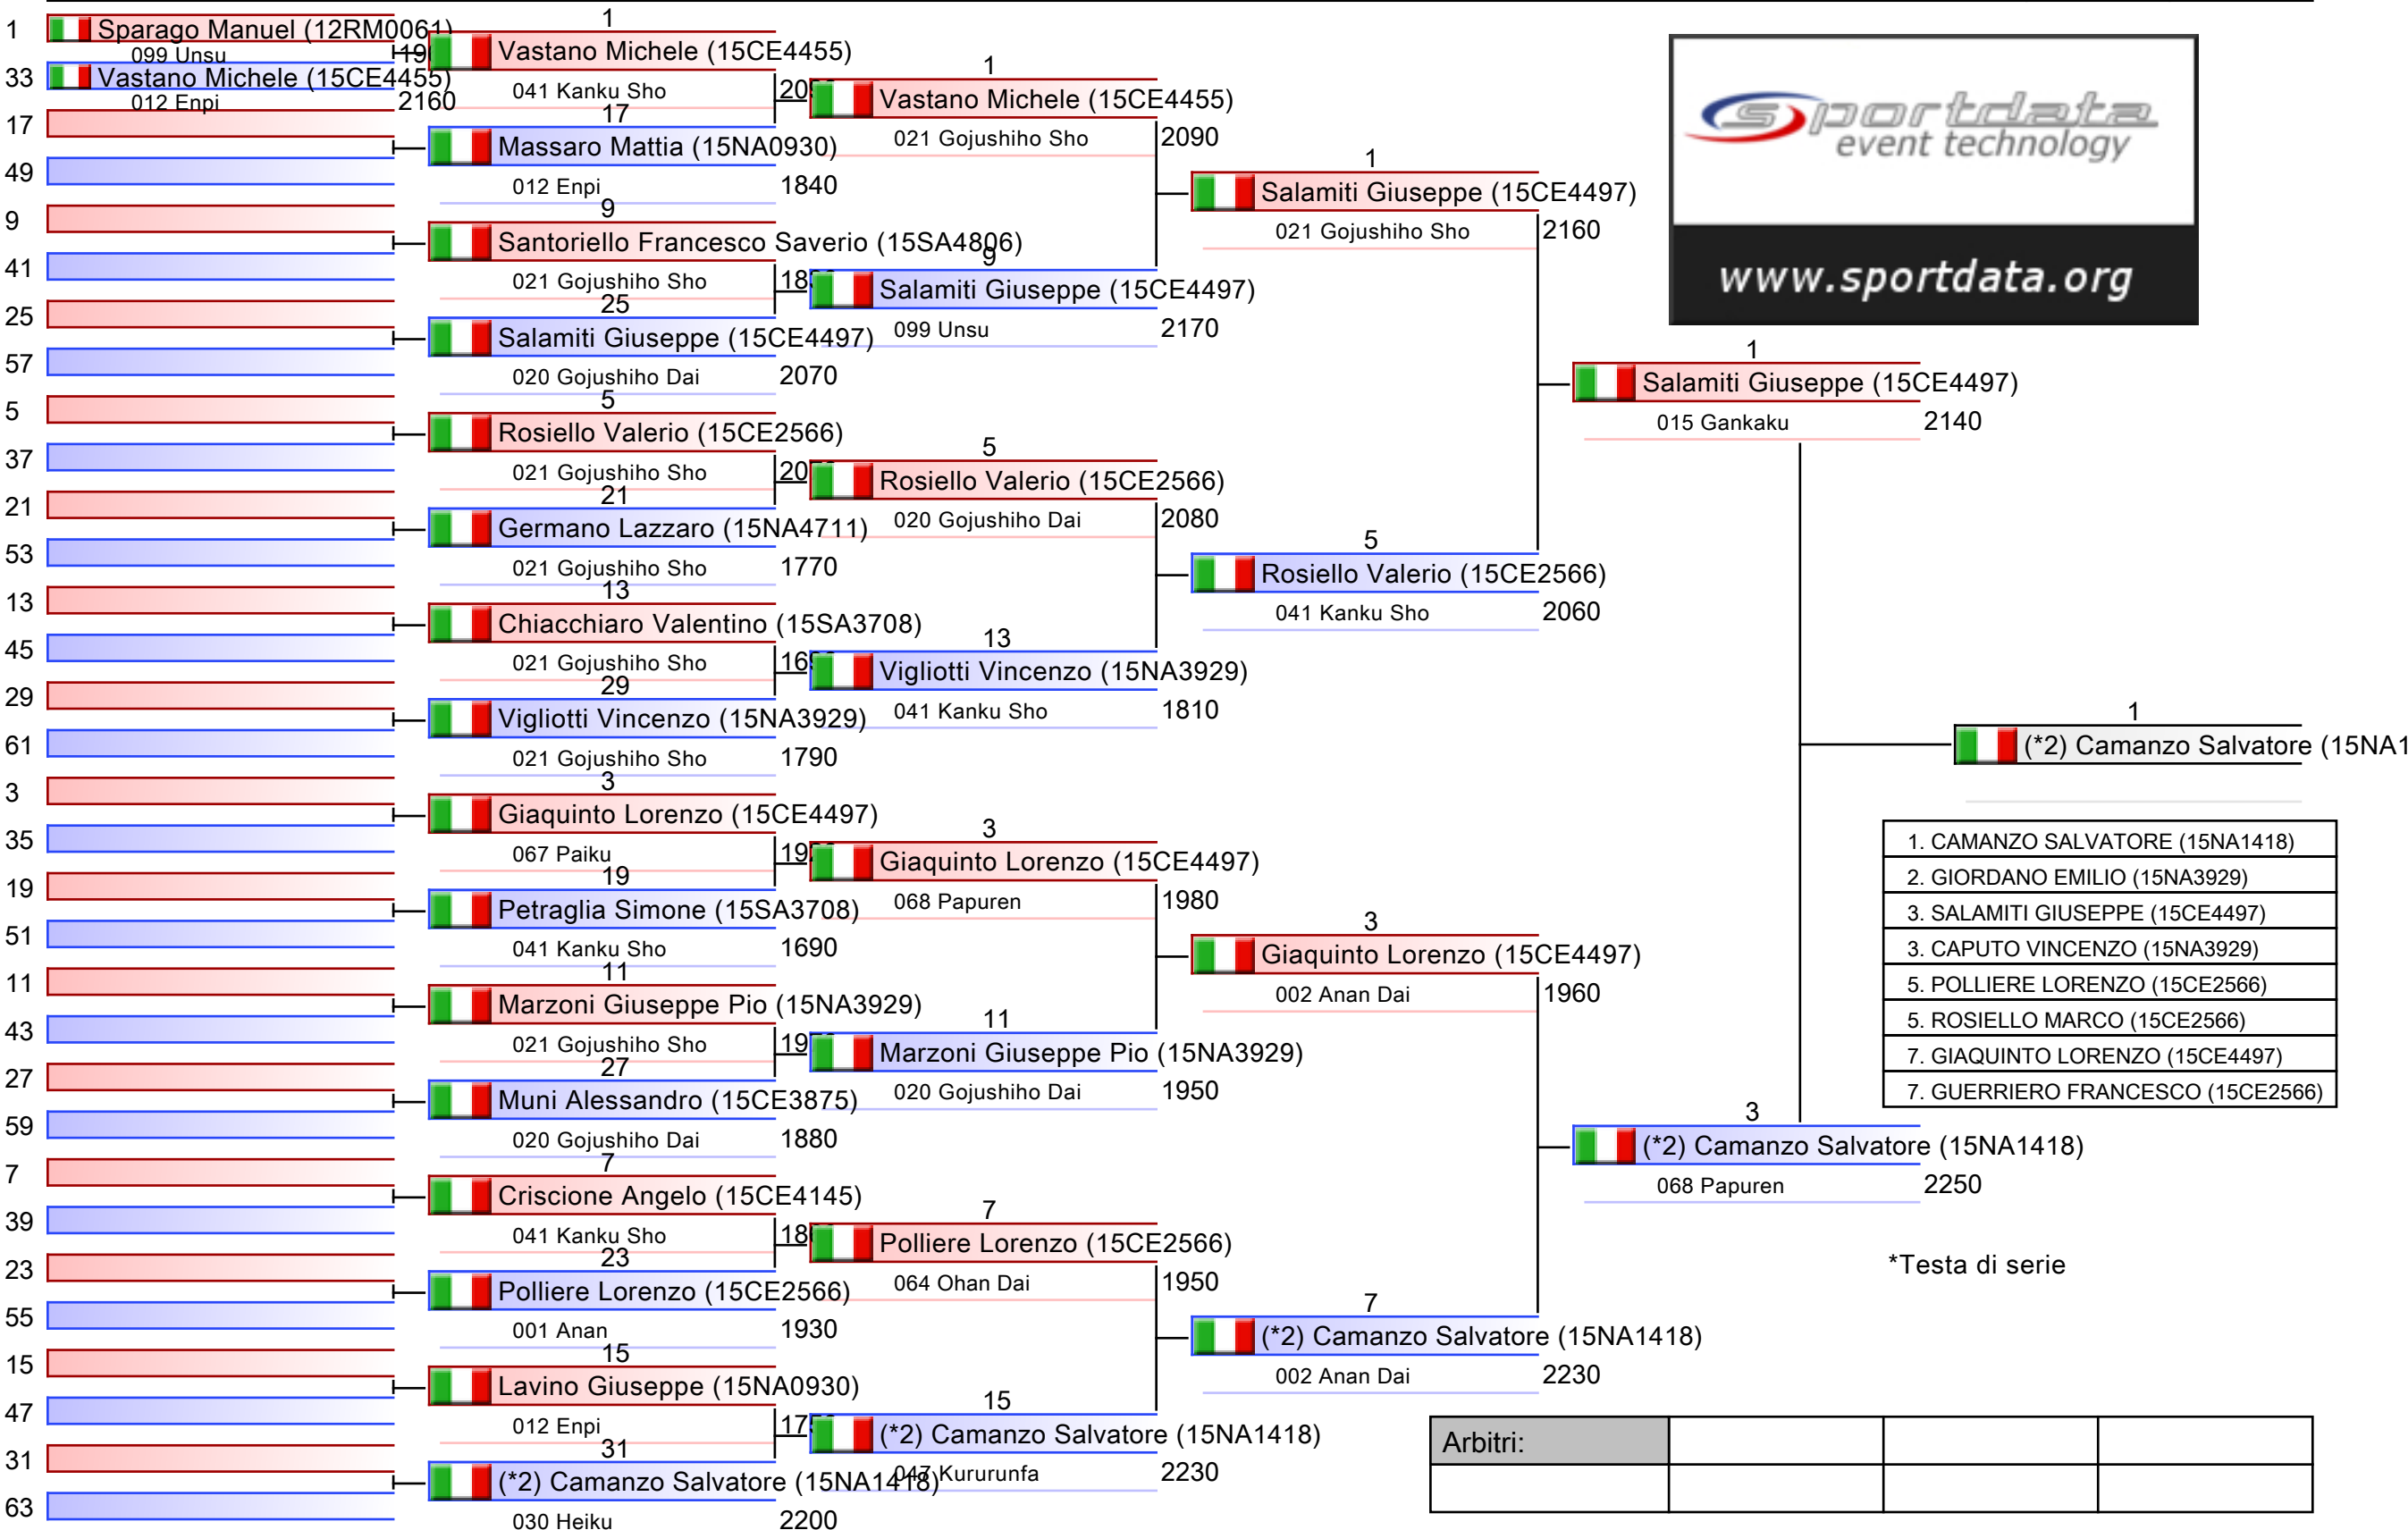 1
Sparago Manuel (12RM0061)
099 Unsu
33
Vastano Michele (15CE4455)
012 Enpi
2160
17
49
9
41
25
57
5
37
21
53
13
45
29
61
3
35
19
51
11
43
27
59
7
39
23
55
15
47
31
63
1
Vastano Michele (15CE4455)
041 Kanku Sho
17
Massaro Mattia (15NA0930)
012 Enpi
1840
9
Santoriello Francesco Saverio (15SA4806)
021 Gojushiho Sho
25
Salamiti Giuseppe (15CE4497)
020 Gojushiho Dai
2070
5
Rosiello Valerio (15CE2566)
021 Gojushiho Sho
21
Germano Lazzaro (15NA4711)
021 Gojushiho Sho
1770
13
Chiacchiaro Valentino (15SA3708)
021 Gojushiho Sho
29
Vigliotti Vincenzo (15NA3929)
021 Gojushiho Sho
1790
3
Giaquinto Lorenzo (15CE4497)
067 Paiku
19
Petraglia Simone (15SA3708)
041 Kanku Sho
1690
11
Marzoni Giuseppe Pio (15NA3929)
021 Gojushiho Sho
27
Muni Alessandro (15CE3875)
020 Gojushiho Dai
1880
7
Criscione Angelo (15CE4145)
041 Kanku Sho
23
Polliere Lorenzo (15CE2566)
001 Anan
1930
15
Lavino Giuseppe (15NA0930)
012 Enpi
31
(*2) Camanzo Salvatore (15NA1418)
030 Heiku
2200
1
Vastano Michele (15CE4455)
021 Gojushiho Sho
2090
9
Salamiti Giuseppe (15CE4497)
099 Unsu
2170
5
Rosiello Valerio (15CE2566)
020 Gojushiho Dai
2080
13
Vigliotti Vincenzo (15NA3929)
041 Kanku Sho
1810
3
Giaquinto Lorenzo (15CE4497)
068 Papuren
1980
11
Marzoni Giuseppe Pio (15NA3929)
020 Gojushiho Dai
1950
7
Polliere Lorenzo (15CE2566)
064 Ohan Dai
1950
15
(*2) Camanzo Salvatore (15NA1418)
047 Kururunfa
2230
1
Salamiti Giuseppe (15CE4497)
021 Gojushiho Sho
2160
5
Rosiello Valerio (15CE2566)
041 Kanku Sho
2060
3
Giaquinto Lorenzo (15CE4497)
002 Anan Dai
1960
7
(*2) Camanzo Salvatore (15NA1418)
002 Anan Dai
2230
1
Salamiti Giuseppe (15CE4497)
015 Gankaku
2140
3
(*2) Camanzo Salvatore (15NA1418)
068 Papuren
2250
1
(*2) Camanzo Salvatore (15NA1
sportdata
event technology
www.sportdata.org
1. CAMANZO SALVATORE (15NA1418)
2. GIORDANO EMILIO (15NA3929)
3. SALAMITI GIUSEPPE (15CE4497)
3. CAPUTO VINCENZO (15NA3929)
5. POLLIERE LORENZO (15CE2566)
5. ROSIELLO MARCO (15CE2566)
7. GIAQUINTO LORENZO (15CE4497)
7. GUERRIERO FRANCESCO (15CE2566)
*Testa di serie
Arbitri: